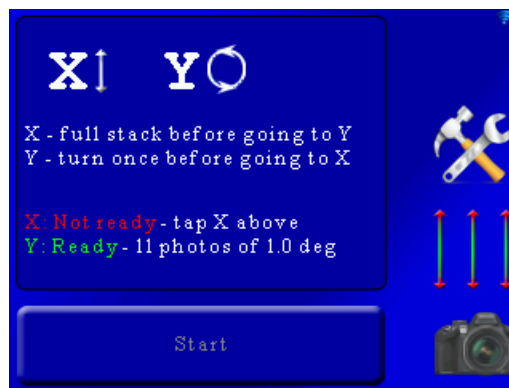 X Y
X - full stack before going to Y
Y - turn once before going to X
X: Not ready - tap X above
Y: Ready - 11 photos of 1.0 deg
Start